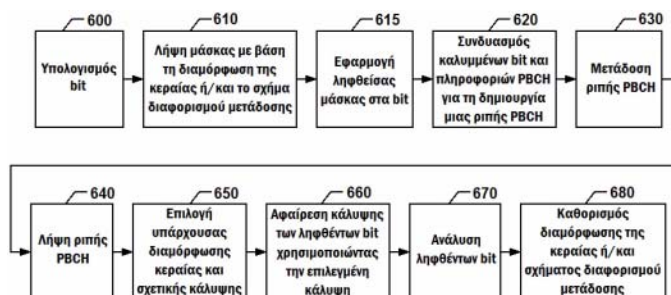 600
Υπολογισμός
bit
610
Λήψη μάσκας με βάση
τη διαμόρφωση της
κεραίας ή/και το σχήμα
διαφορισμού μετάδοσης
615
Εφαρμογή
ληφθείσας
μάσκας στα bit
620
Συνδυασμός
καλυμμένων bit και
πληροφοριών PBCH
για τη δημιουργία
μιας ριπής PBCH
630
Μετάδοση
ριπής PBCH
640
Λήψη ριπής
PBCH
650
Επιλογή
υπάρχουσας
διαμόρφωσης
κεραίας και
σχετικής κάλυψης
660
Αφαίρεση κάλυψης
των ληφθέντων bit
χρησιμοποιώντας
την επιλεγμένη
κάλυψη
670
Ανάλυση
ληφθέντων bit
680
Καθορισμός
διαμόρφωσης της
κεραίας ή/και
σχήματος διαφορισμού
μετάδοσης